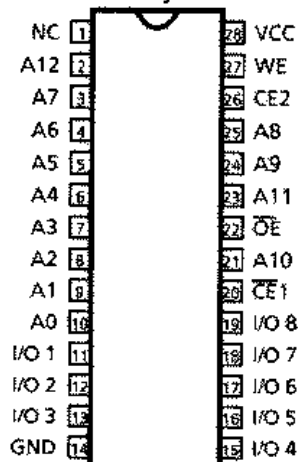 NC 1 28 VCC
A12 2 27 WE
A7 3 26 CE2
A6 4 25 A8
A5 5 24 A9
A4 6 23 A11
A3 7 22 O̅E̅
A2 8 21 A10
A1 9 20 C̅E̅1
A0 10 19 I/O 8
I/O 1 11 18 I/O 7
I/O 2 12 17 I/O 6
I/O 3 13 16 I/O 5
GND 14 15 I/O 4